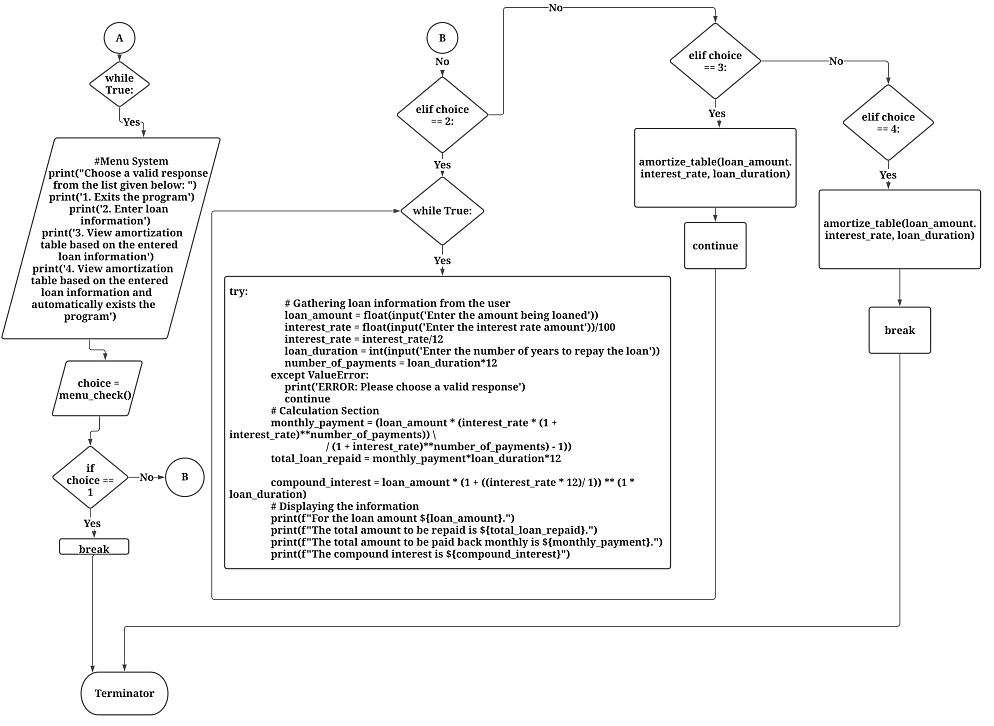 A
while
True:
Yes
#Menu System
print("Choose a valid response
from the list given below: ")
print('1. Exits the program')
print('2. Enter loan
information')
print('3. View amortization
table based on the entered
loan information')
print('4. View amortization
table based on the entered
loan information and
automatically exists the
program')
choice =
menu_check()
if
choice ==
1
No
B
Yes
break
Terminator
B
No
elif choice
== 2:
No
Yes
while True:
Yes
try:
# Gathering loan information from the user
loan_amount = float(input('Enter the amount being loaned'))
interest_rate = float(input('Enter the interest rate amount'))/100
interest_rate = interest_rate/12
loan_duration = int(input('Enter the number of years to repay the loan'))
number_of_payments = loan_duration*12
except ValueError:
print('ERROR: Please choose a valid response')
continue
# Calculation Section
monthly_payment = (loan_amount * (interest_rate * (1 +
interest_rate)**number_of_payments)) \
/ (1 + interest_rate)**number_of_payments) - 1))
total_loan_repaid = monthly_payment*loan_duration*12
compound_interest = loan_amount * (1 + ((interest_rate * 12)/ 1)) ** (1 *
loan_duration)
# Displaying the information
print(f"For the loan amount ${loan_amount}.")
print(f"The total amount to be repaid is ${total_loan_repaid}.")
print(f"The total amount to be paid back monthly is ${monthly_payment}.")
print(f"The compound interest is ${compound_interest}")
elif choice
== 3:
No
Yes
amortize_table(loan_amount.
interest_rate, loan_duration)
continue
elif choice
== 4:
Yes
amortize_table(loan_amount.
interest_rate, loan_duration)
break